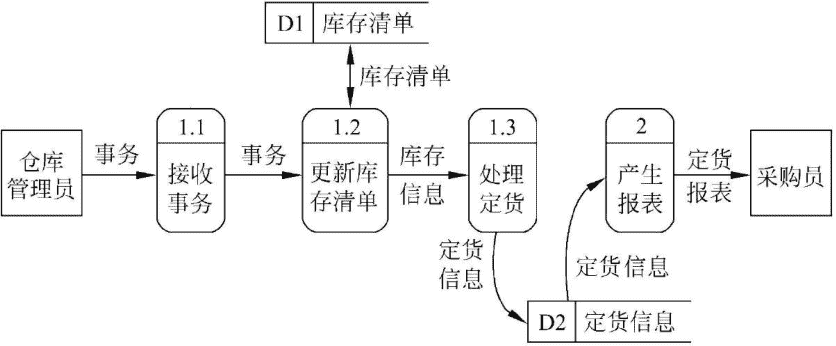 D1 库存清单
库存清单
仓库
管理员
事务
1.1
接收
事务
事务
1.2
更新库
存清单
库存
信息
1.3
处理
定货
定货
信息
D2 定货信息
定货信息
2
产生
报表
定货
报表
采购员